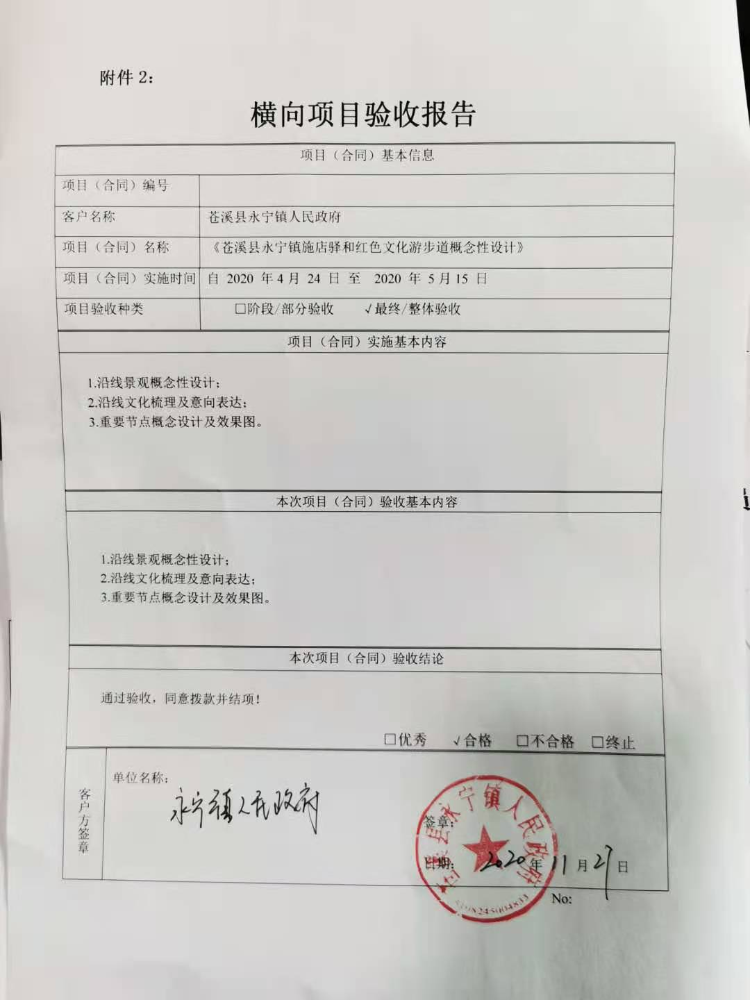 附件 2：
横向项目验收报告
项目（合同）基本信息
项目（合同）编号
客户名称 苍溪县永宁镇人民政府
项目（合同）名称 《苍溪县永宁镇施店驿和红色文化游步道概念性设计》
项目（合同）实施时间 自 2020 年 4 月 24 日 至 2020 年 5 月 15 日
项目验收种类 □阶段/部分验收 √最终/整体验收
项目（合同）实施基本内容
1.沿线景观概念性设计；
2.沿线文化梳理及意向表达；
3.重要节点概念设计及效果图。
本次项目（合同）验收基本内容
1.沿线景观概念性设计；
2.沿线文化梳理及意向表达；
3.重要节点概念设计及效果图。
本次项目（合同）验收结论
通过验收，同意拨款并结项！
□优秀 √合格 □不合格 □终止
客户方签章
单位名称：
永宁镇人民政府
苍溪县永宁镇人民政府
签章：
日期： 2020 年 11 月 27 日
No: